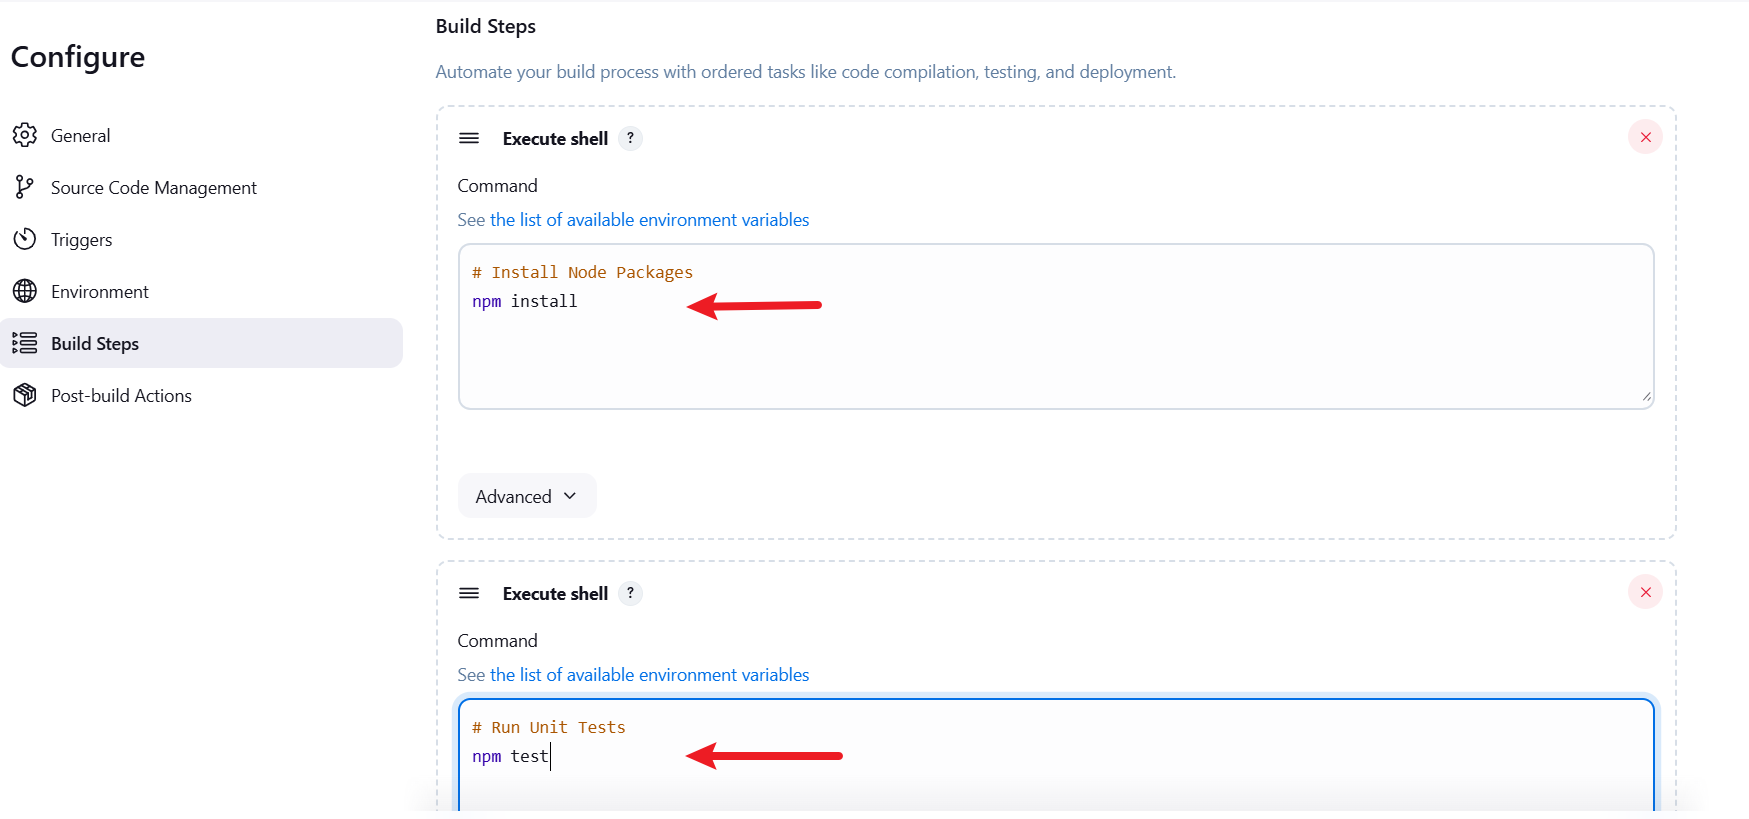 Configure
General
Source Code Management
Triggers
Environment
Build Steps
Post-build Actions
Build Steps
Automate your build process with ordered tasks like code compilation, testing, and deployment.
Execute shell ?
Command
See the list of available environment variables
# Install Node Packages
npm install
Advanced
Execute shell ?
Command
See the list of available environment variables
# Run Unit Tests
npm test